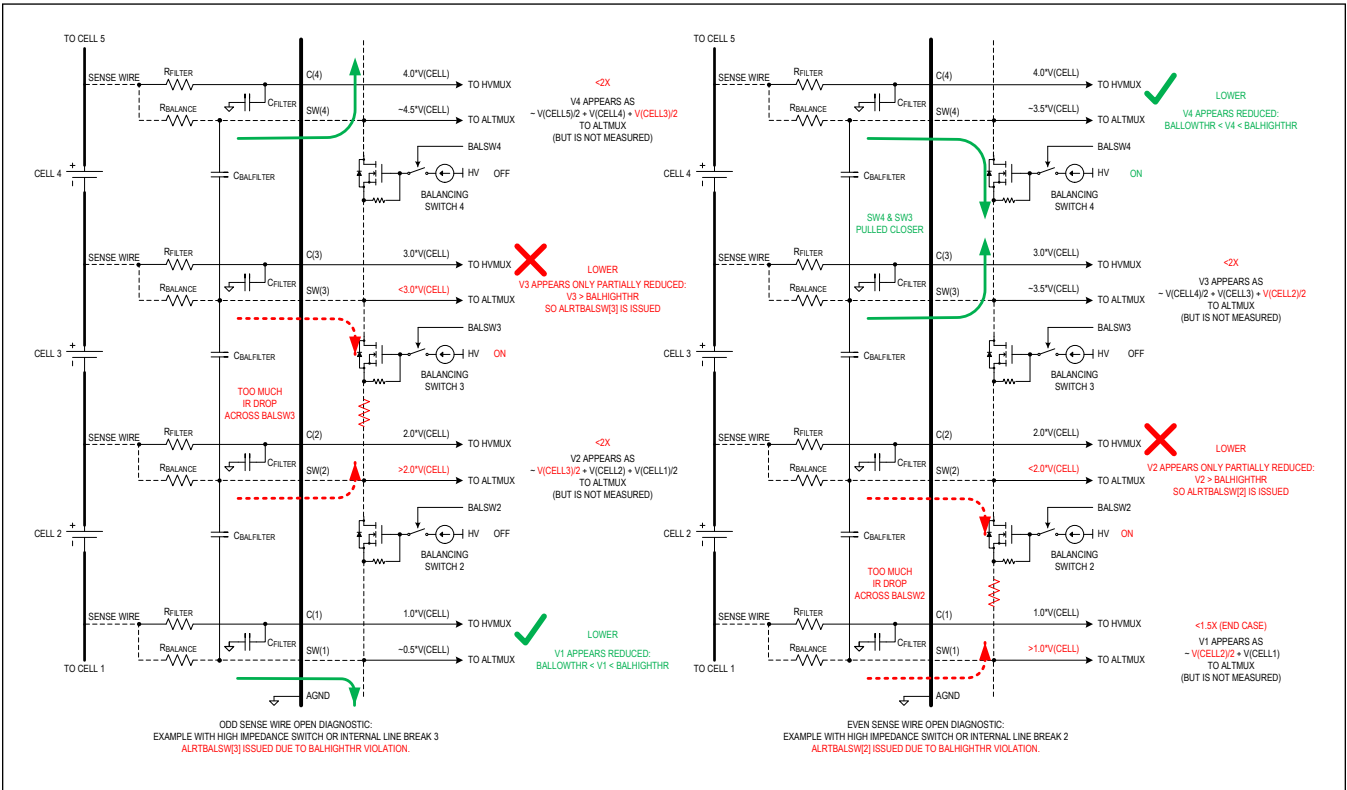 TO CELL 5
SENSE WIRE
RFILTER
C(4)
4.0*V(CELL)
TO HVMUX
CFILTER
RBALANCE
SW(4)
~4.5*V(CELL)
TO ALTMUX
<2X
V4 APPEARS AS
~ V(CELL5)/2 + V(CELL4) + V(CELL3)/2
TO ALTMUX
(BUT IS NOT MEASURED)
BALSW4
CELL 4
+
-
CBALFILTER
HV
OFF
BALANCING
SWITCH 4
SENSE WIRE
RFILTER
C(3)
3.0*V(CELL)
TO HVMUX
CFILTER
RBALANCE
SW(3)
<3.0*V(CELL)
TO ALTMUX
LOWER
V3 APPEARS ONLY PARTIALLY REDUCED:
V3 > BALHIGHTHR
SO ALRTBALSW[3] IS ISSUED
BALSW3
CELL 3
+
-
CBALFILTER
HV
ON
BALANCING
SWITCH 3
TOO MUCH
IR DROP
ACROSS BALSW3
SENSE WIRE
RFILTER
C(2)
2.0*V(CELL)
TO HVMUX
CFILTER
RBALANCE
SW(2)
>2.0*V(CELL)
TO ALTMUX
<2X
V2 APPEARS AS
~ V(CELL3)/2 + V(CELL2) + V(CELL1)/2
TO ALTMUX
(BUT IS NOT MEASURED)
BALSW2
CELL 2
+
-
CBALFILTER
HV
OFF
BALANCING
SWITCH 2
SENSE WIRE
RFILTER
C(1)
1.0*V(CELL)
TO HVMUX
CFILTER
RBALANCE
SW(1)
~0.5*V(CELL)
TO ALTMUX
LOWER
V1 APPEARS REDUCED:
BALLOWTHR < V1 < BALHIGHTHR
TO CELL 1
AGND
ODD SENSE WIRE OPEN DIAGNOSTIC:
EXAMPLE WITH HIGH IMPEDANCE SWITCH OR INTERNAL LINE BREAK 3
ALRTBALSW[3] ISSUED DUE TO BALHIGHTHR VIOLATION.
TO CELL 5
SENSE WIRE
RFILTER
C(4)
4.0*V(CELL)
TO HVMUX
CFILTER
RBALANCE
SW(4)
~3.5*V(CELL)
TO ALTMUX
LOWER
V4 APPEARS REDUCED:
BALLOWTHR < V4 < BALHIGHTHR
BALSW4
CELL 4
+
-
CBALFILTER
HV
ON
BALANCING
SWITCH 4
SW4 & SW3
PULLED CLOSER
SENSE WIRE
RFILTER
C(3)
3.0*V(CELL)
TO HVMUX
CFILTER
RBALANCE
SW(3)
~3.5*V(CELL)
TO ALTMUX
<2X
V3 APPEARS AS
~ V(CELL4)/2 + V(CELL3) + V(CELL2)/2
TO ALTMUX
(BUT IS NOT MEASURED)
BALSW3
CELL 3
+
-
CBALFILTER
HV
OFF
BALANCING
SWITCH 3
SENSE WIRE
RFILTER
C(2)
2.0*V(CELL)
TO HVMUX
CFILTER
RBALANCE
SW(2)
<2.0*V(CELL)
TO ALTMUX
LOWER
V2 APPEARS ONLY PARTIALLY REDUCED:
V2 > BALHIGHTHR
SO ALRTBALSW[2] IS ISSUED
BALSW2
CELL 2
+
-
CBALFILTER
HV
ON
BALANCING
SWITCH 2
TOO MUCH
IR DROP
ACROSS BALSW2
SENSE WIRE
RFILTER
C(1)
1.0*V(CELL)
TO HVMUX
CFILTER
RBALANCE
SW(1)
>1.0*V(CELL)
TO ALTMUX
<1.5X (END CASE)
V1 APPEARS AS
~ V(CELL2)/2 + V(CELL1)
TO ALTMUX
(BUT IS NOT MEASURED)
TO CELL 1
AGND
EVEN SENSE WIRE OPEN DIAGNOSTIC:
EXAMPLE WITH HIGH IMPEDANCE SWITCH OR INTERNAL LINE BREAK 2
ALRTBALSW[2] ISSUED DUE TO BALHIGHTHR VIOLATION.